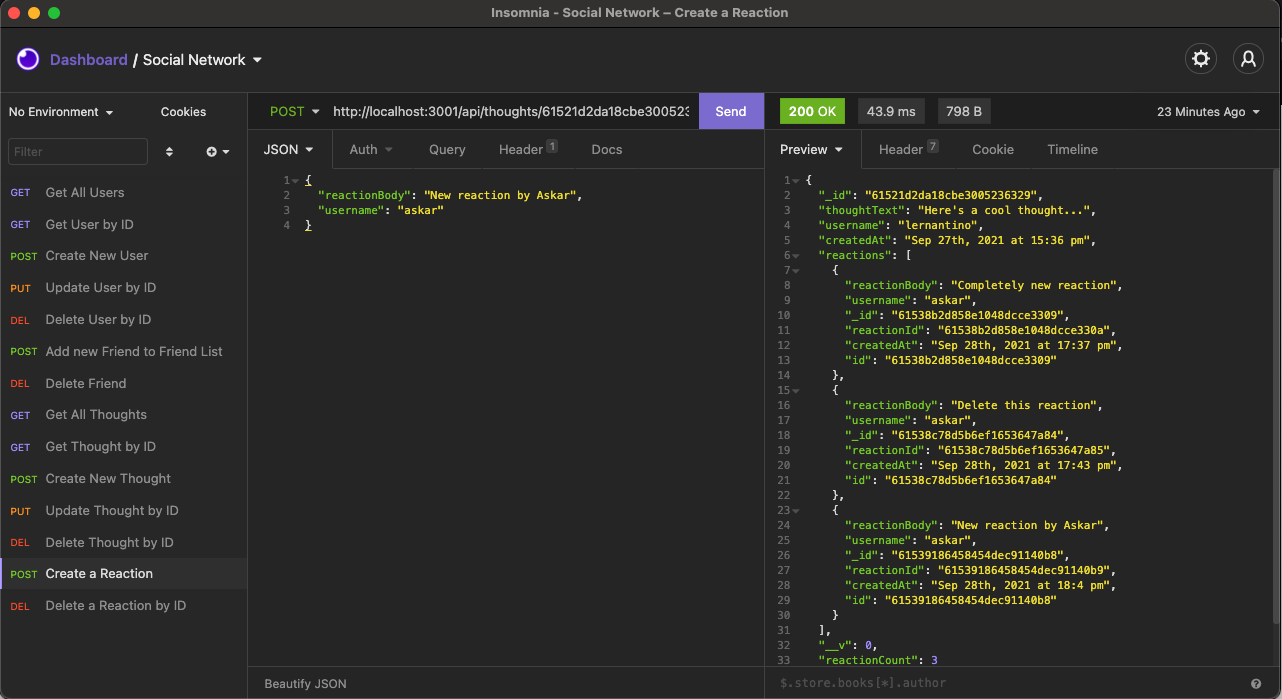 Insomnia - Social Network – Create a Reaction
Dashboard / Social Network
No Environment
Cookies
Filter
GET Get All Users
GET Get User by ID
POST Create New User
PUT Update User by ID
DEL Delete User by ID
POST Add new Friend to Friend List
DEL Delete Friend
GET Get All Thoughts
GET Get Thought by ID
POST Create New Thought
PUT Update Thought by ID
DEL Delete Thought by ID
POST Create a Reaction
DEL Delete a Reaction by ID
POST http://localhost:3001/api/thoughts/61521d2da18cbe300523 Send
JSON Auth Query Header 1 Docs
1 {
2 "reactionBody": "New reaction by Askar",
3 "username": "askar"
4 }
Beautify JSON
200 OK 43.9 ms 798 B 23 Minutes Ago
Preview Header 7 Cookie Timeline
1 {
2 "_id": "61521d2da18cbe3005236329",
3 "thoughtText": "Here's a cool thought...",
4 "username": "lernantino",
5 "createdAt": "Sep 27th, 2021 at 15:36 pm",
6 "reactions": [
7 {
8 "reactionBody": "Completely new reaction",
9 "username": "askar",
10 "_id": "61538b2d858e1048dcce3309",
11 "reactionId": "61538b2d858e1048dcce330a",
12 "createdAt": "Sep 28th, 2021 at 17:37 pm",
13 "id": "61538b2d858e1048dcce3309"
14 },
15 {
16 "reactionBody": "Delete this reaction",
17 "username": "askar",
18 "_id": "61538c78d5b6ef1653647a84",
19 "reactionId": "61538c78d5b6ef1653647a85",
20 "createdAt": "Sep 28th, 2021 at 17:43 pm",
21 "id": "61538c78d5b6ef1653647a84"
22 },
23 {
24 "reactionBody": "New reaction by Askar",
25 "username": "askar",
26 "_id": "61539186458454dec91140b8",
27 "reactionId": "61539186458454dec91140b9",
28 "createdAt": "Sep 28th, 2021 at 18:4 pm",
29 "id": "61539186458454dec91140b8"
30 }
31 ],
32 "__v": 0,
33 "reactionCount": 3
$.store.books[*].author